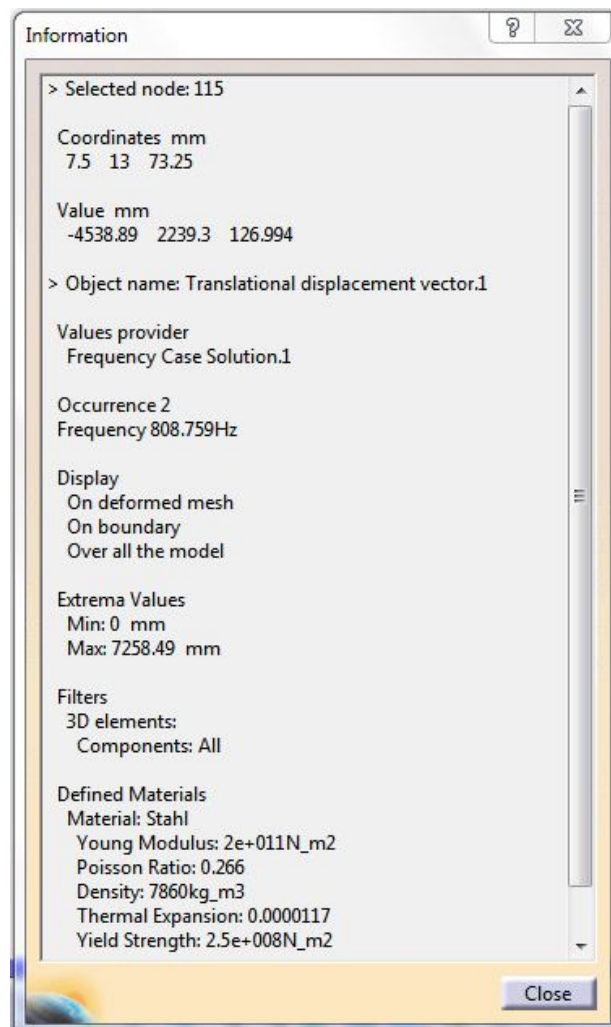 Information
> Selected node: 115
Coordinates mm
7.5 13 73.25
Value mm
-4538.89 2239.3 126.994
> Object name: Translational displacement vector.1
Values provider
Frequency Case Solution.1
Occurrence 2
Frequency 808.759Hz
Display
On deformed mesh
On boundary
Over all the model
Extrema Values
Min: 0 mm
Max: 7258.49 mm
Filters
3D elements:
Components: All
Defined Materials
Material: Stahl
Young Modulus: 2e+011N_m2
Poisson Ratio: 0.266
Density: 7860kg_m3
Thermal Expansion: 0.0000117
Yield Strength: 2.5e+008N_m2
Close